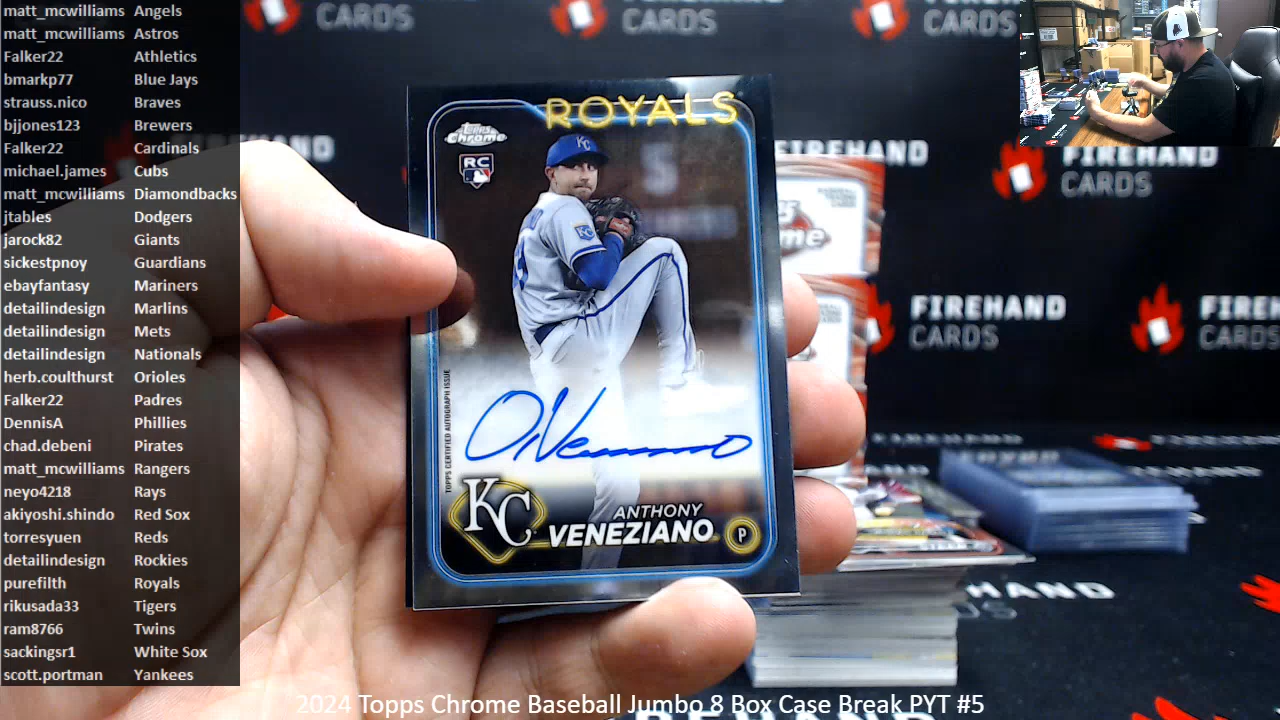 matt_mcwilliams Angels
matt_mcwilliams Astros
Falker22 Athletics
bmarkp77 Blue Jays
strauss.nico Braves
bjjones123 Brewers
Falker22 Cardinals
michael.james Cubs
matt_mcwilliams Diamondbacks
jtables Dodgers
jarock82 Giants
sickestpnoy Guardians
ebayfantasy Mariners
detailindesign Marlins
detailindesign Mets
detailindesign Nationals
herb.coulthurst Orioles
Falker22 Padres
DennisA Phillies
chad.debeni Pirates
matt_mcwilliams Rangers
neyo4218 Rays
akiyoshi.shindo Red Sox
torresyuen Reds
detailindesign Rockies
purefilth Royals
rikusada33 Tigers
ram8766 Twins
sackingsr1 White Sox
scott.portman Yankees
ROYALS
Topps
Chrome
RC
KC
TOPPS CERTIFIED AUTOGRAPH ISSUE
KC
ANTHONY
VENEZIANO
P
CARDS
CARDS
FIREHAND
CARDS
FIREHAND
CARDS
CARDS
2024 Topps Chrome Baseball Jumbo 8 Box Case Break PYT #5